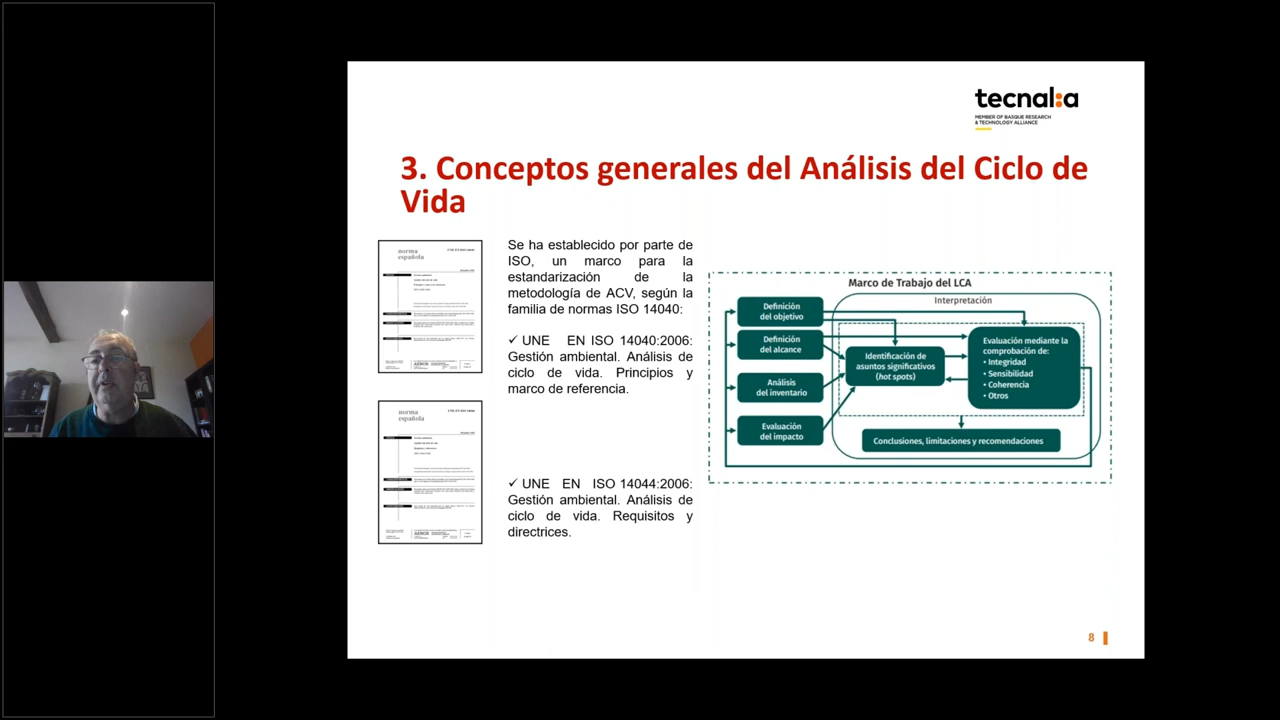 tecnal:a
MEMBER OF BASQUE RESEARCH
& TECHNOLOGY ALLIANCE
3. Conceptos generales del Análisis del Ciclo de
Vida
norma
española
norma
española
Se ha establecido por parte de
ISO, un marco para la
estandarización de la
metodología de ACV, según la
familia de normas ISO 14040:
✓ UNE EN ISO 14040:2006:
Gestión ambiental. Análisis de
ciclo de vida. Principios y
marco de referencia.
✓ UNE EN ISO 14044:2006:
Gestión ambiental. Análisis de
ciclo de vida. Requisitos y
directrices.
Marco de Trabajo del LCA
Interpretación
Definición
del objetivo
Definición
del alcance
Análisis
del inventario
Evaluación
del impacto
Identificación de
asuntos significativos
(hot spots)
Evaluación mediante la
comprobación de:
• Integridad
• Sensibilidad
• Coherencia
• Otros
Conclusiones, limitaciones y recomendaciones
8